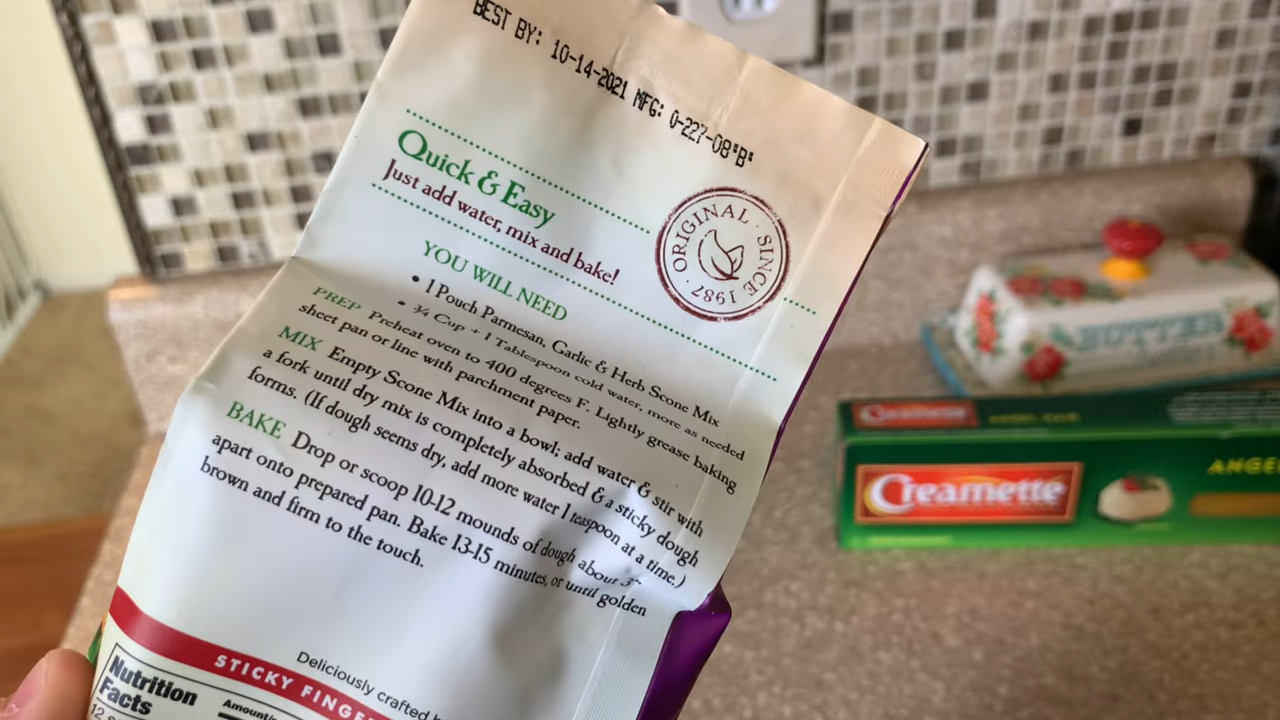 BEST BY: 10-14-2021 MFG: 0-227-08"B"
Quick & Easy
Just add water, mix and bake!
ORIGINAL · SINCE 1987 ·
YOU WILL NEED
• 1 Pouch Parmesan, Garlic & Herb Scone Mix
• ¾ Cup + 1 Tablespoon cold water, more as needed
PREP Preheat oven to 400 degrees F. Lightly grease baking
sheet pan or line with parchment paper.
MIX Empty Scone Mix into a bowl; add water & stir with
a fork until dry mix is completely absorbed & a sticky dough
forms. (If dough seems dry, add more water 1 teaspoon at a time.)
BAKE Drop or scoop 10-12 mounds of dough about 3"
apart onto prepared pan. Bake 13-15 minutes, or until golden
brown and firm to the touch.
Deliciously crafted
STICKY FINGE
Nutrition
Facts
Amount/
12
Creamette
Creamette
ANGE
BUTTER